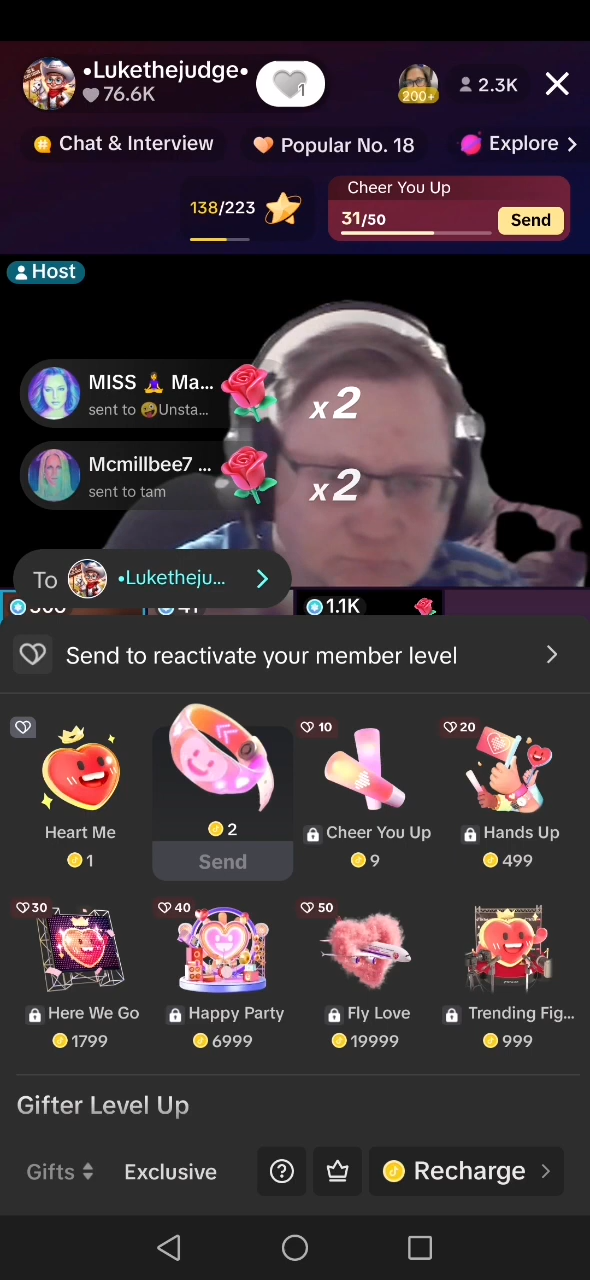 •Lukethejudge•
76.6K
1
200+
2.3K
Chat & Interview
Popular No. 18
Explore
138/223
Cheer You Up
31/50
Send
Host
MISS 🧘‍♀️ Ma...
sent to 🤪Unsta...
x2
Mcmillbee7 ...
sent to tam
x2
To •Luketheju...
1.1K
Send to reactivate your member level
10
20
Heart Me
1
2
Send
Cheer You Up
9
Hands Up
499
30
40
50
Here We Go
1799
Happy Party
6999
Fly Love
19999
Trending Fig...
999
Gifter Level Up
Gifts
Exclusive
Recharge